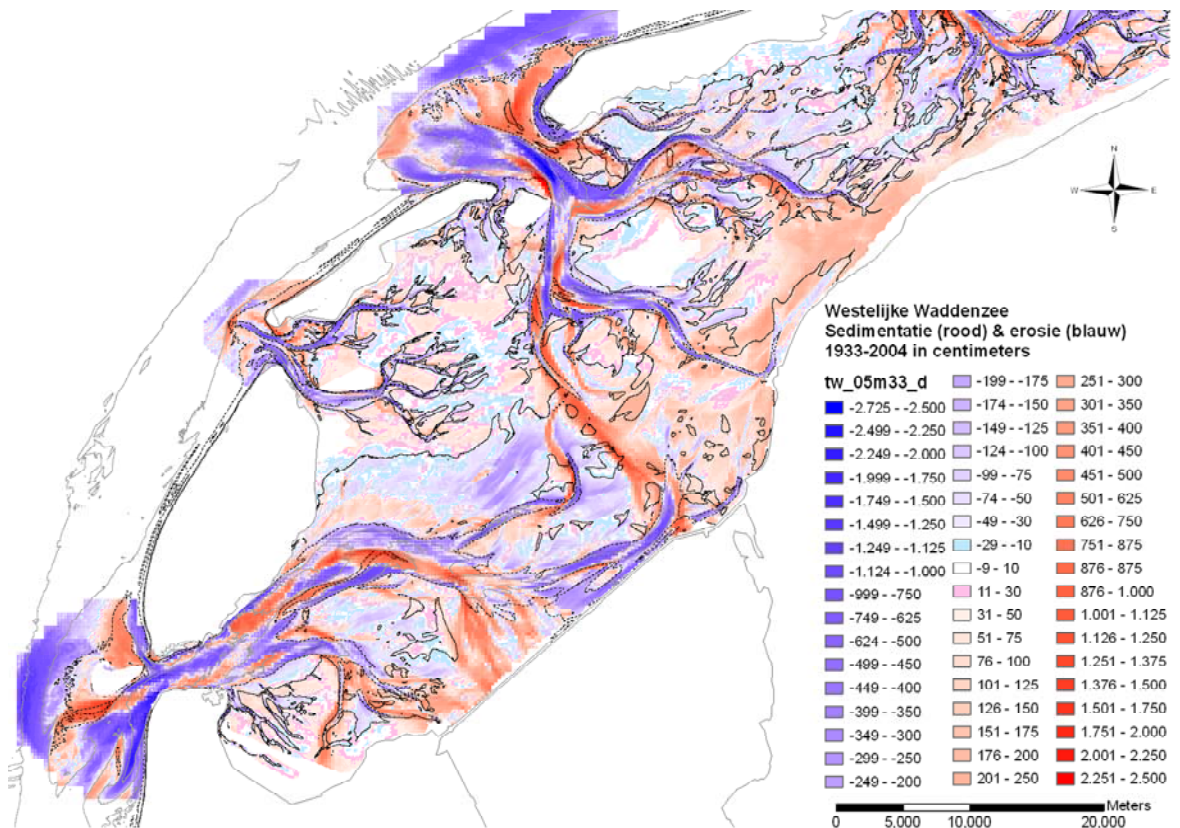 N
W E
S
Westelijke Waddenzee
Sedimentatie (rood) & erosie (blauw)
1933-2004 in centimeters
tw_05m33_d
-2.725 - -2.500
-2.499 - -2.250
-2.249 - -2.000
-1.999 - -1.750
-1.749 - -1.500
-1.499 - -1.250
-1.249 - -1.125
-1.124 - -1.000
-999 - -750
-749 - -625
-624 - -500
-499 - -450
-449 - -400
-399 - -350
-349 - -300
-299 - -250
-249 - -200
-199 - -175
-174 - -150
-149 - -125
-124 - -100
-99 - -75
-74 - -50
-49 - -30
-29 - -10
-9 - 10
11 - 30
31 - 50
51 - 75
76 - 100
101 - 125
126 - 150
151 - 175
176 - 200
201 - 250
251 - 300
301 - 350
351 - 400
401 - 450
451 - 500
501 - 625
626 - 750
751 - 875
876 - 875
876 - 1.000
1.001 - 1.125
1.126 - 1.250
1.251 - 1.375
1.376 - 1.500
1.501 - 1.750
1.751 - 2.000
2.001 - 2.250
2.251 - 2.500
Meters
0 5.000 10.000 20.000